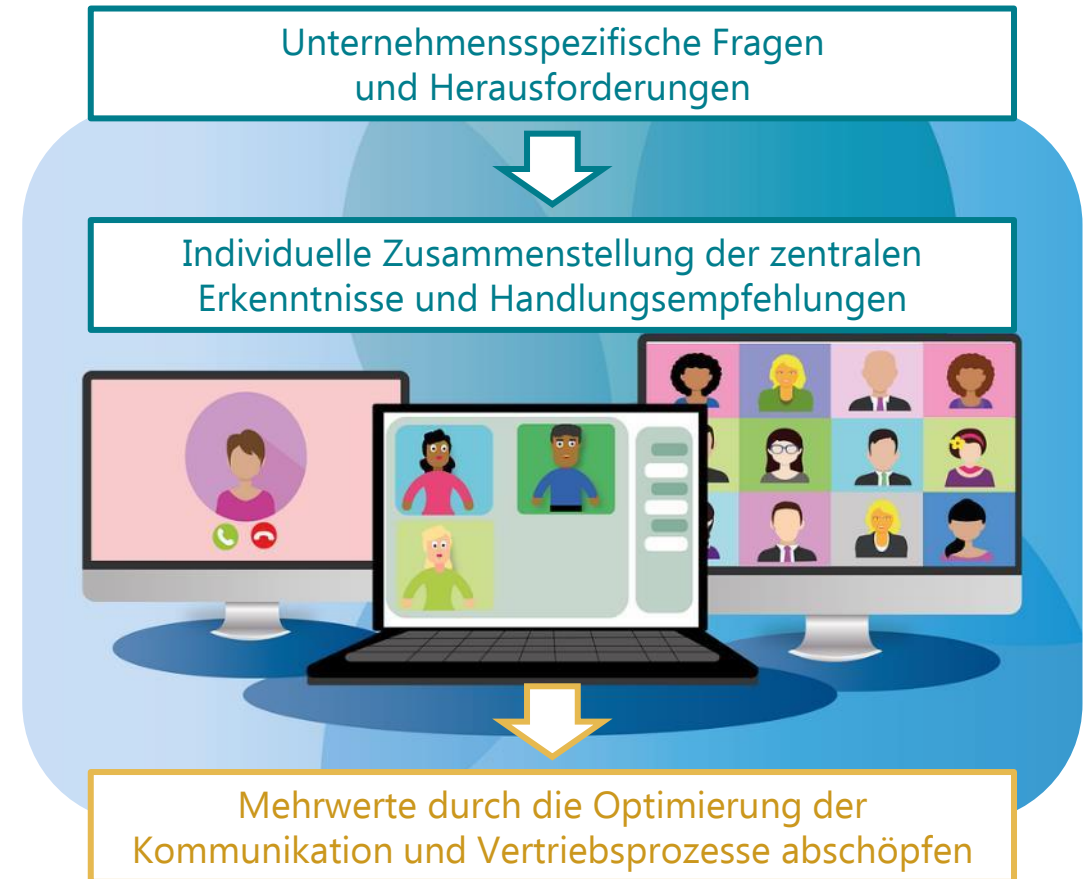 Unternehmensspezifische Fragen
und Herausforderungen
Individuelle Zusammenstellung der zentralen
Erkenntnisse und Handlungsempfehlungen
Mehrwerte durch die Optimierung der
Kommunikation und Vertriebsprozesse abschöpfen